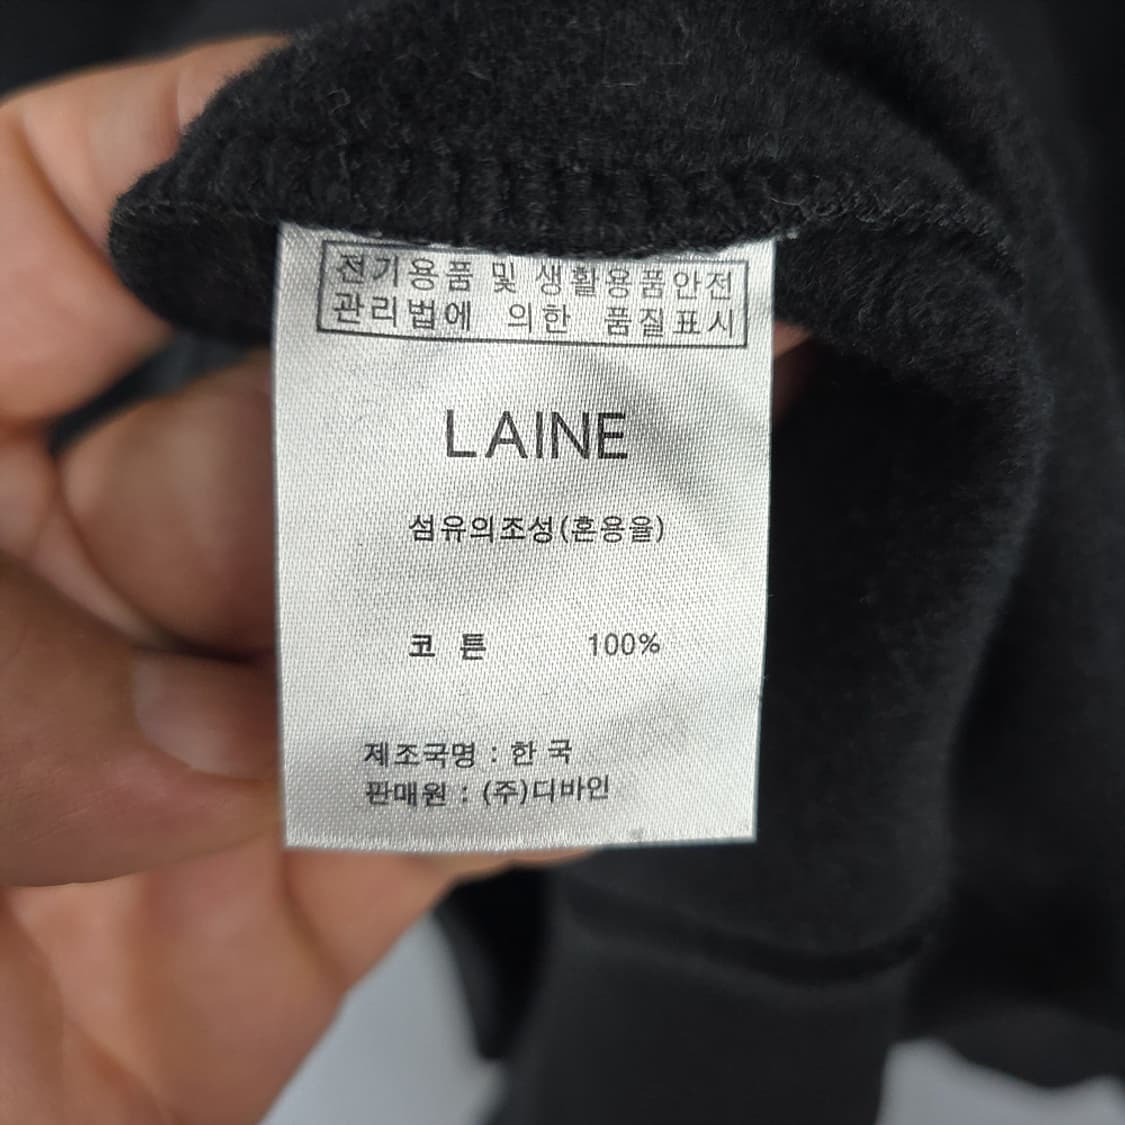 전기용품 및 생활용품안전
관리법에 의한 품질표시
LAINE
섬유의조성(혼용율)
코 튼 100%
제조국명 : 한 국
판매원 : (주)디바인